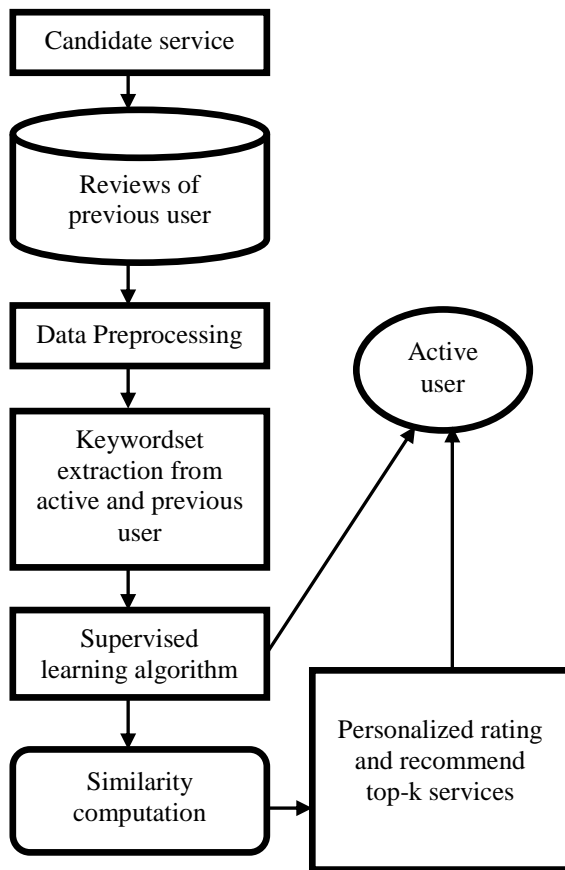 Candidate service
Reviews of
previous user
Data Preprocessing
Active
user
Keywordset
extraction from
active and previous
user
Supervised
learning algorithm
Personalized rating
and recommend
top-k services
Similarity
computation